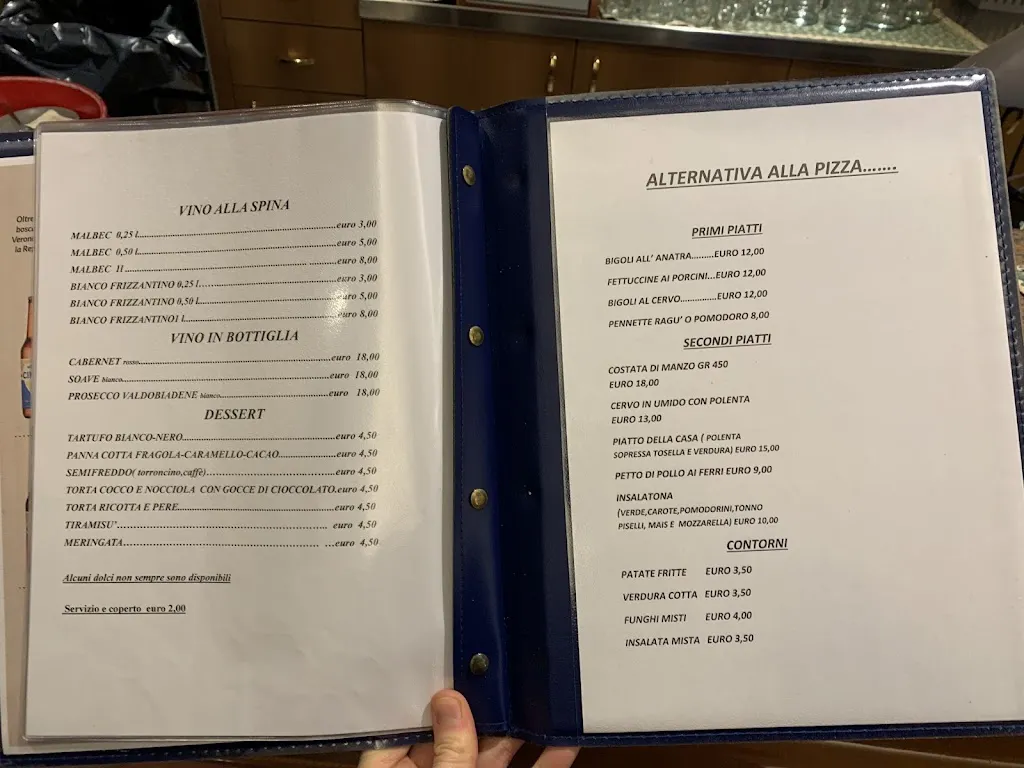 Oltre
bosc
Veron
la Re
VINO ALLA SPINA
MALBEC 0,25 l.......................................................euro 3,00
MALBEC 0,50 l.......................................................euro 5,00
MALBEC 1l.................................................. ..........euro 8,00
BIANCO FRIZZANTINO 0,25 l.......................................euro 3,00
BIANCO FRIZZANTINO 0,50 l.......................................euro 5,00
BIANCO FRIZZANTINO1 l............................................euro 8,00
VINO IN BOTTIGLIA
CABERNET rosso.......................................................euro 18,00
SOAVE bianco..........................................................euro 18,00
PROSECCO VALDOBIADENE bianco..................................euro 18,00
DESSERT
TARTUFO BIANCO-NERO...............................................euro 4,50
PANNA COTTA FRAGOLA-CARAMELLO-CACAO....................euro 4,50
SEMIFREDDO( torroncino,caffè)......................................euro 4,50
TORTA COCCO E NOCCIOLA CON GOCCE DI CIOCCOLATO.euro 4,50
TORTA RICOTTA E PERE................................................euro 4,50
TIRAMISU'................................................................ euro 4,50
MERINGATA........................................................ ...euro 4,50
Alcuni dolci non sempre sono disponibili
Servizio e coperto euro 2,00
ALTERNATIVA ALLA PIZZA.......
PRIMI PIATTI
BIGOLI ALL' ANATRA.........EURO 12,00
FETTUCCINE AI PORCINI...EURO 12,00
BIGOLI AL CERVO..............EURO 12,00
PENNETTE RAGU' O POMODORO 8,00
SECONDI PIATTI
COSTATA DI MANZO GR 450
EURO 18,00
CERVO IN UMIDO CON POLENTA
EURO 13,00
PIATTO DELLA CASA ( POLENTA
SOPRESSA TOSELLA E VERDURA) EURO 15,00
PETTO DI POLLO AI FERRI EURO 9,00
INSALATONA
(VERDE,CAROTE,POMODORINI,TONNO
PISELLI, MAIS E MOZZARELLA) EURO 10,00
CONTORNI
PATATE FRITTE EURO 3,50
VERDURA COTTA EURO 3,50
FUNGHI MISTI EURO 4,00
INSALATA MISTA EURO 3,50